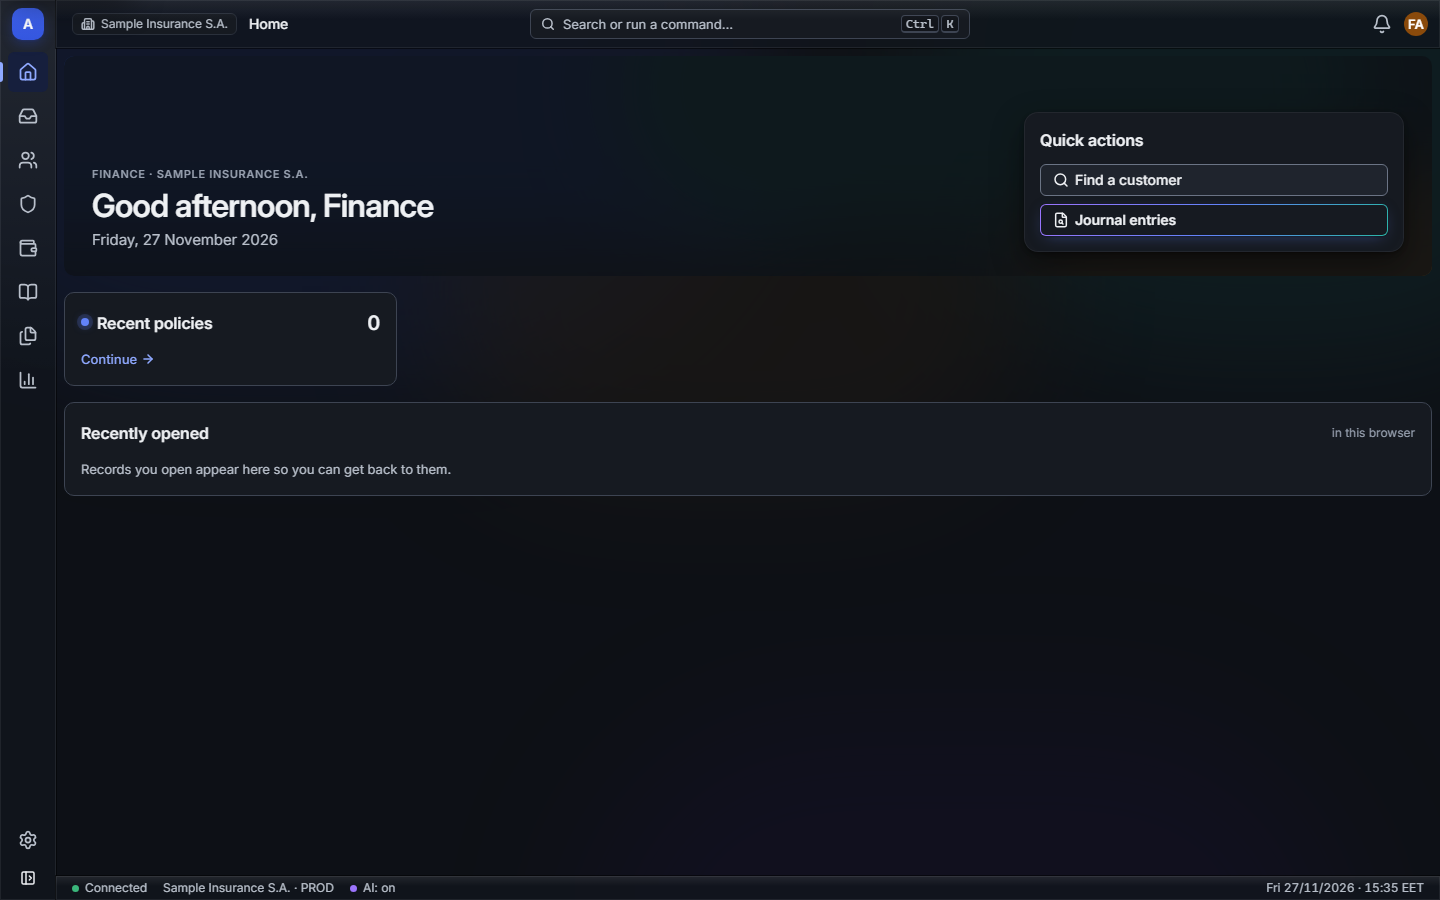 A
Sample Insurance S.A.
Home
Search or run a command...
Ctrl K
FA
FINANCE · SAMPLE INSURANCE S.A.
Good afternoon, Finance
Friday, 27 November 2026
Quick actions
Find a customer
Journal entries
Recent policies 0
Continue →
Recently opened
in this browser
Records you open appear here so you can get back to them.
Connected
Sample Insurance S.A. · PROD
AI: on
Fri 27/11/2026 · 15:35 EET